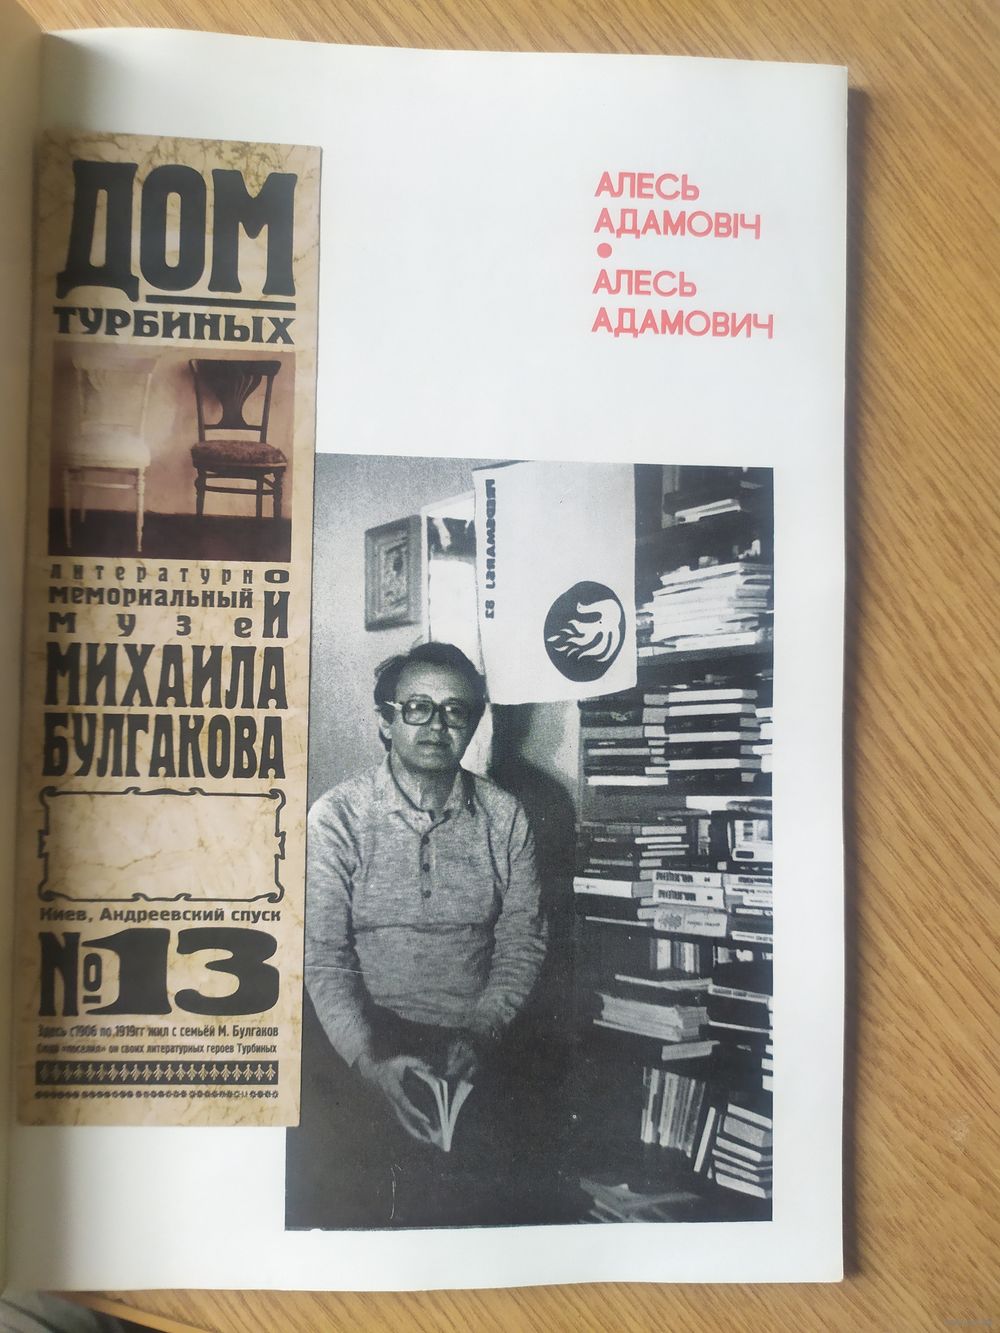 ДОМ
ТУРБИНЫХ
ЛИТЕРАТУРНО
МЕМОРИАЛЬНЫЙ
МУЗЕЙ
МИХАИЛА
БУЛГАКОВА
Киев, Андреевский спуск
№13
Здесь с 1906 по 1919гг жил с семьёй М. Булгаков
Сюда «поселил» он своих литературных героев Турбиных
АЛЕСЬ
АДАМОВІЧ
АЛЕСЬ
АДАМОВИЧ